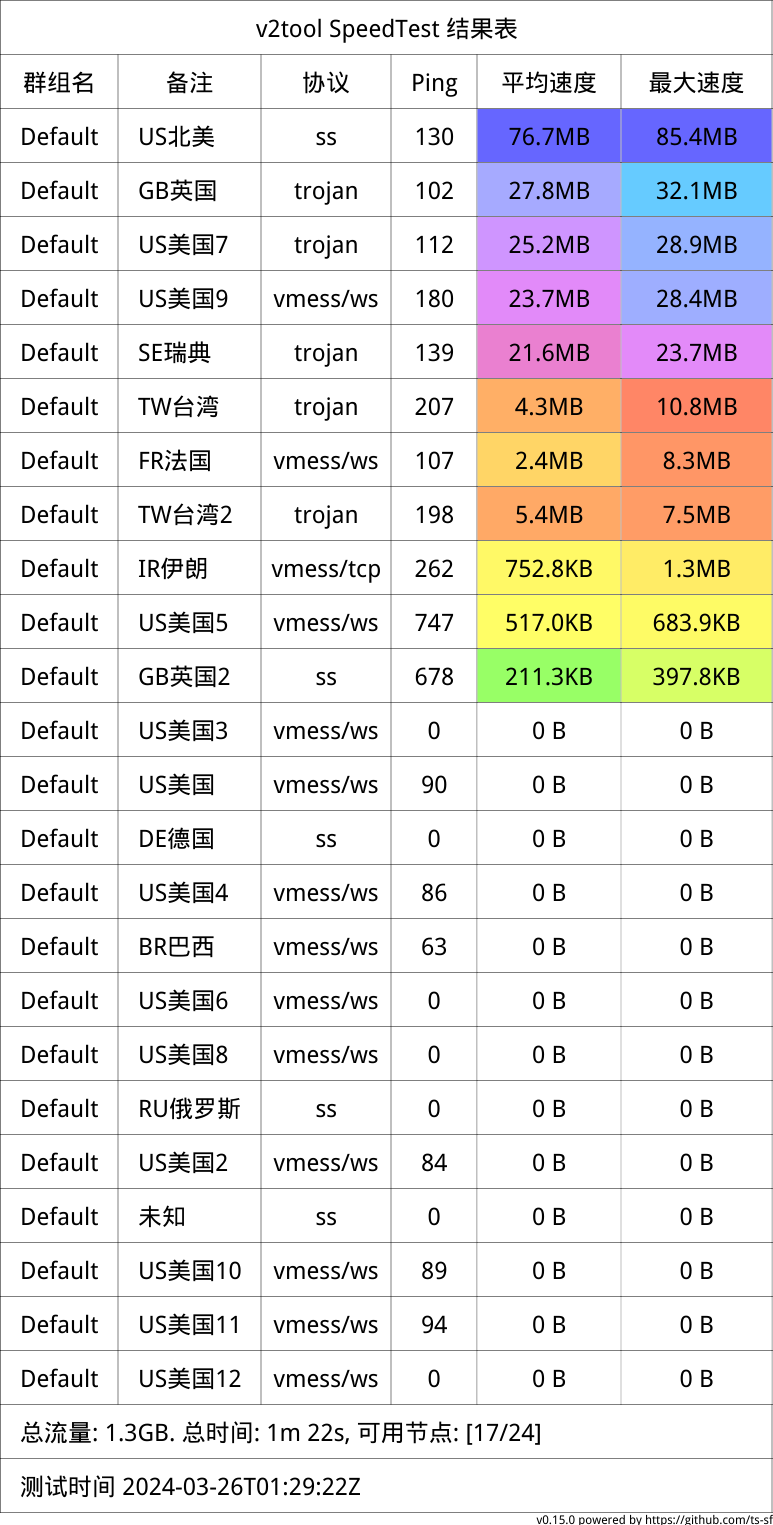 v2tool SpeedTest 结果表
群组名 备注 协议 Ping 平均速度 最大速度
Default US北美 ss 130 76.7MB 85.4MB
Default GB英国 trojan 102 27.8MB 32.1MB
Default US美国7 trojan 112 25.2MB 28.9MB
Default US美国9 vmess/ws 180 23.7MB 28.4MB
Default SE瑞典 trojan 139 21.6MB 23.7MB
Default TW台湾 trojan 207 4.3MB 10.8MB
Default FR法国 vmess/ws 107 2.4MB 8.3MB
Default TW台湾2 trojan 198 5.4MB 7.5MB
Default IR伊朗 vmess/tcp 262 752.8KB 1.3MB
Default US美国5 vmess/ws 747 517.0KB 683.9KB
Default GB英国2 ss 678 211.3KB 397.8KB
Default US美国3 vmess/ws 0 0 B 0 B
Default US美国 vmess/ws 90 0 B 0 B
Default DE德国 ss 0 0 B 0 B
Default US美国4 vmess/ws 86 0 B 0 B
Default BR巴西 vmess/ws 63 0 B 0 B
Default US美国6 vmess/ws 0 0 B 0 B
Default US美国8 vmess/ws 0 0 B 0 B
Default RU俄罗斯 ss 0 0 B 0 B
Default US美国2 vmess/ws 84 0 B 0 B
Default 未知 ss 0 0 B 0 B
Default US美国10 vmess/ws 89 0 B 0 B
Default US美国11 vmess/ws 94 0 B 0 B
Default US美国12 vmess/ws 0 0 B 0 B
总流量: 1.3GB. 总时间: 1m 22s, 可用节点: [17/24]
测试时间 2024-03-26T01:29:22Z
v0.15.0 powered by https://github.com/ts-sf